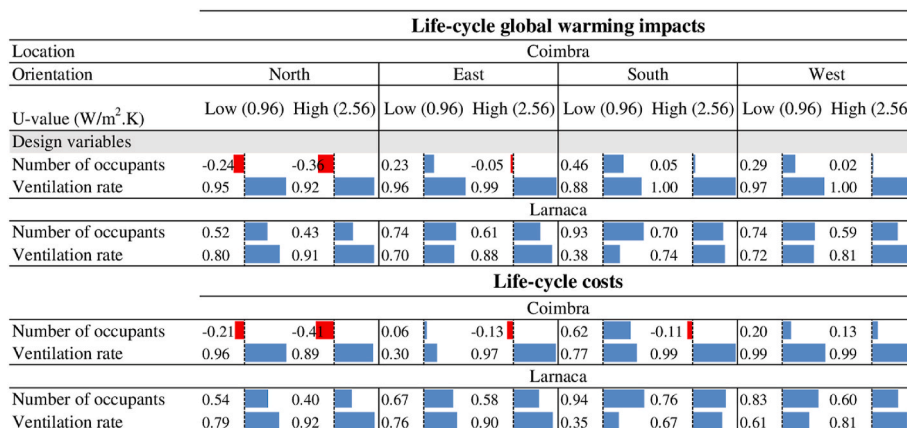 Life-cycle global warming impacts
Location Coimbra
Orientation North East South West
U-value (W/m².K) Low (0.96) High (2.56) Low (0.96) High (2.56) Low (0.96) High (2.56) Low (0.96) High (2.56
Design variables
Number of occupants -0.24 -0.36 0.23 -0.05 0.46 0.05 0.29 0.02
Ventilation rate 0.95 0.92 0.96 0.99 0.88 1.00 0.97 1.00
Larnaca
Number of occupants 0.52 0.43 0.74 0.61 0.93 0.70 0.74 0.59
Ventilation rate 0.80 0.91 0.70 0.88 0.38 0.74 0.72 0.81
Life-cycle costs
Coimbra
Number of occupants -0.21 -0.41 0.06 -0.13 0.62 -0.11 0.20 0.13
Ventilation rate 0.96 0.89 0.30 0.97 0.77 0.99 0.99 0.99
Larnaca
Number of occupants 0.54 0.40 0.67 0.58 0.94 0.76 0.83 0.60
Ventilation rate 0.79 0.92 0.76 0.90 0.35 0.67 0.61 0.81